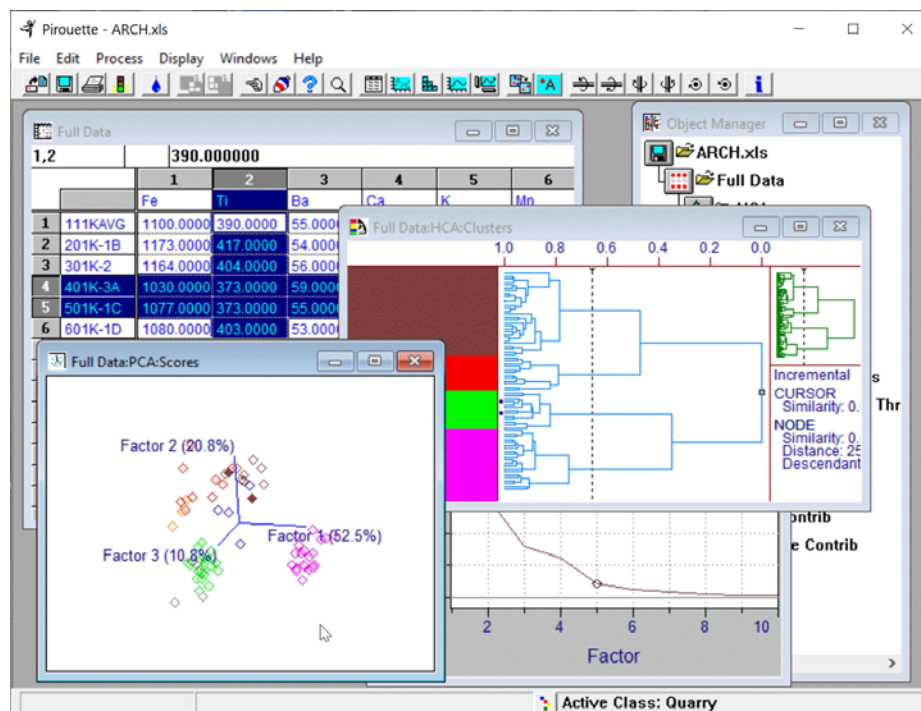 Pirouette - ARCH.xls
File Edit Process Display Windows Help
Full Data
1,2 390.000000
1 2 3 4 5 6
Fe Ti Ba Ca K Mn
1 111KAVG 1100.0000 390.0000 55.0000
2 201K-1B 1173.0000 417.0000 54.0000
3 301K-2 1164.0000 404.0000 56.0000
4 401K-3A 1030.0000 373.0000 59.0000
5 501K-1C 1077.0000 373.0000 55.0000
6 601K-1D 1080.0000 403.0000 53.0000
Object Manager
ARCH.xls
Full Data
Full Data:HCA:Clusters
1.0 0.8 0.6 0.4 0.2 0.0
Incremental
CURSOR
Similarity: 0.
NODE
Similarity: 0.
Distance: 25
Descendant
s
Thr
ontrib
e Contrib
Full Data:PCA:Scores
Factor 2 (20.8%)
Factor 1 (52.5%)
Factor 3 (10.8%)
2 4 6 8 10
Factor
Active Class: Quarry